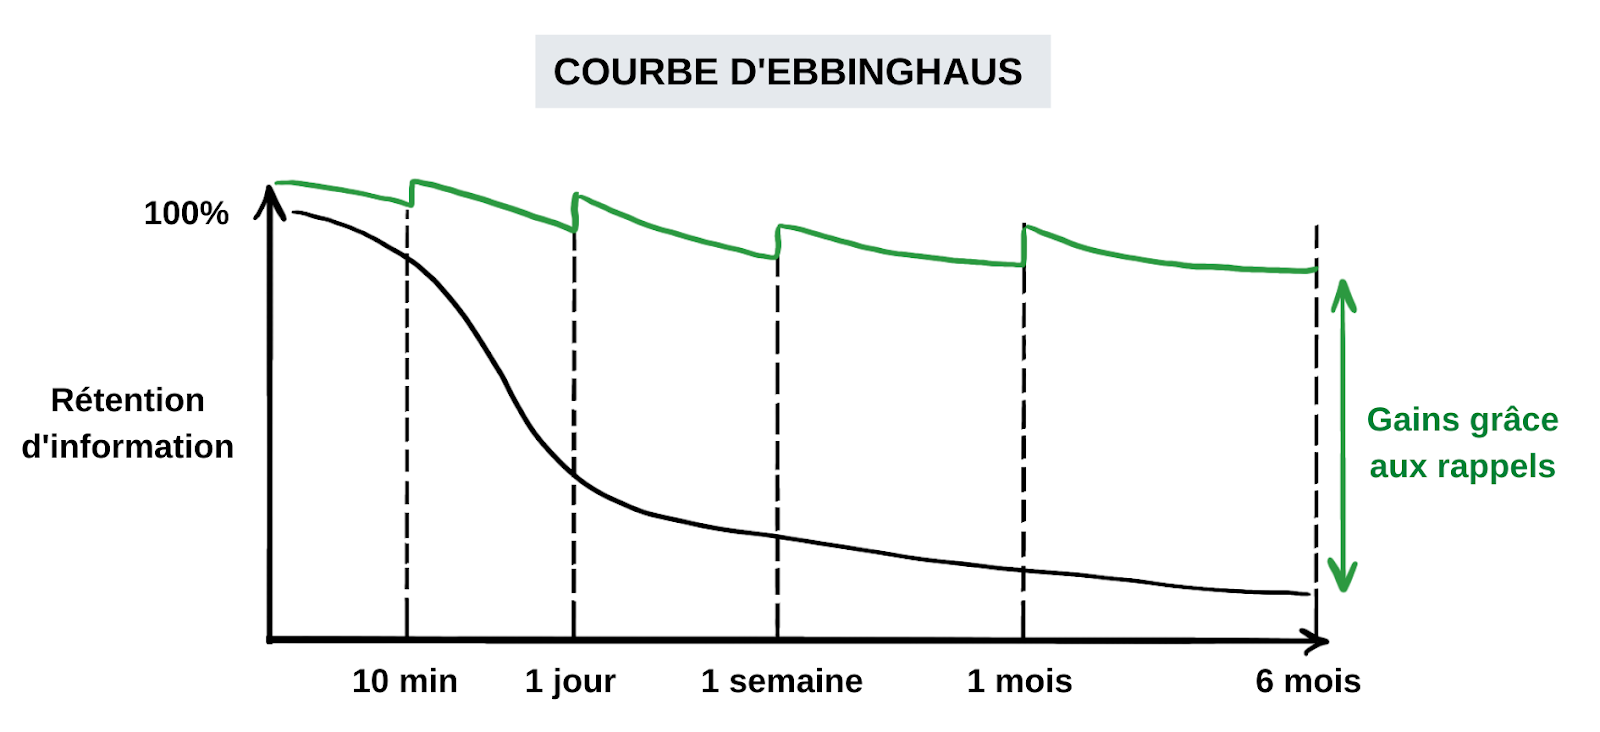 COURBE D'EBBINGHAUS
100%
Rétention
d'information
Gains grâce
aux rappels
10 min
1 jour
1 semaine
1 mois
6 mois